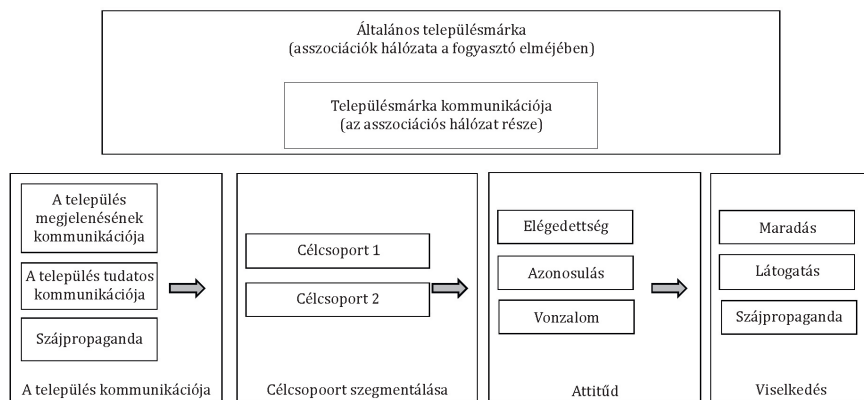 Általános településmárka
(asszociációk hálózata a fogyasztó elméjében)
Településmárka kommunikációja
(az asszociációs hálózat része)
A település
megjelenésének
kommunikációja
A település tudatos
kommunikációja
Szájpropaganda
A település kommunikációja
Célcsoport 1
Célcsoport 2
Célcsopoort szegmentálása
Elégedettség
Azonosulás
Vonzalom
Attitűd
Maradás
Látogatás
Szájpropaganda
Viselkedés